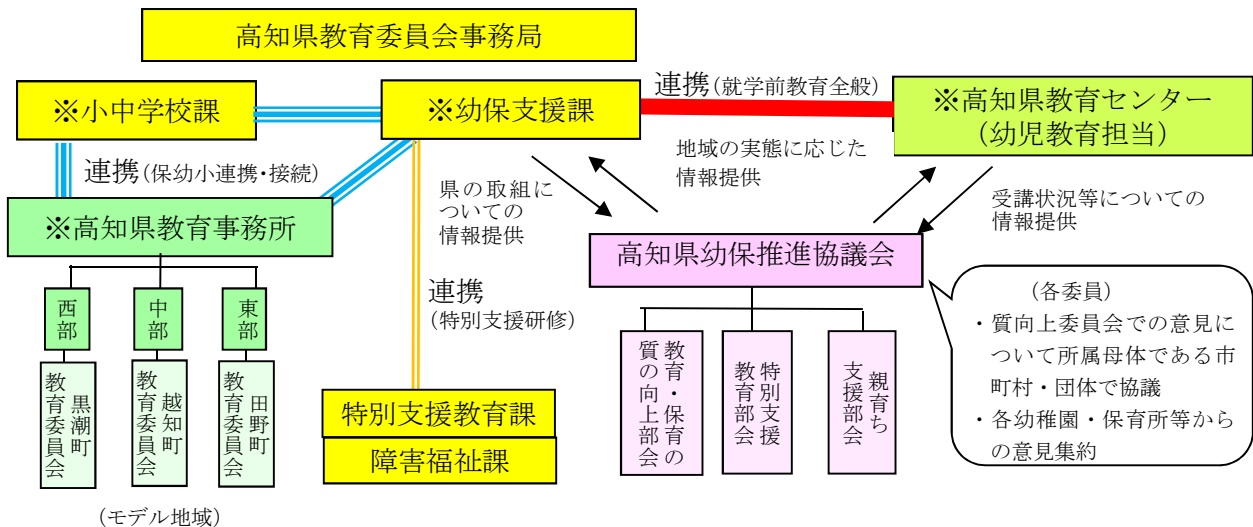 高知県教育委員会事務局
※小中学校課
※幼保支援課
連携(就学前教育全般)
※高知県教育センター
(幼児教育担当)
連携(保幼小連携・接続)
県の取組に
ついての
情報提供
地域の実態に応じた
情報提供
受講状況等についての
情報提供
※高知県教育事務所
高知県幼保推進協議会
西部
中部
東部
黒潮町
教育委員会
越知町
教育委員会
田野町
教育委員会
(モデル地域)
連携
(特別支援研修)
特別支援教育課
障害福祉課
教育・保育の
質の向上部会
特別支援
教育部会
親育ち
支援部会
(各委員)
・質向上委員会での意見に
ついて所属母体である市
町村・団体で協議
・各幼稚園・保育所等から
の意見集約